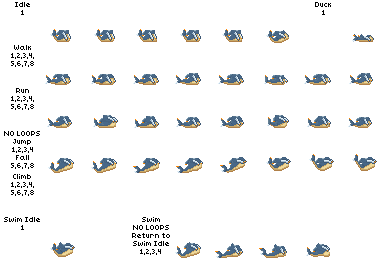 Idle
1
Duck
1
Walk
1,2,3,4,
5,6,7,8
Run
1,2,3,4,
5,6,7,8
NO LOOPS
Jump
1,2,3,4
Fall
5,6,7,8
Climb
1,2,3,4,
5,6,7,8
Swim Idle
1
Swim
NO LOOPS
Return to
Swim Idle
1,2,3,4